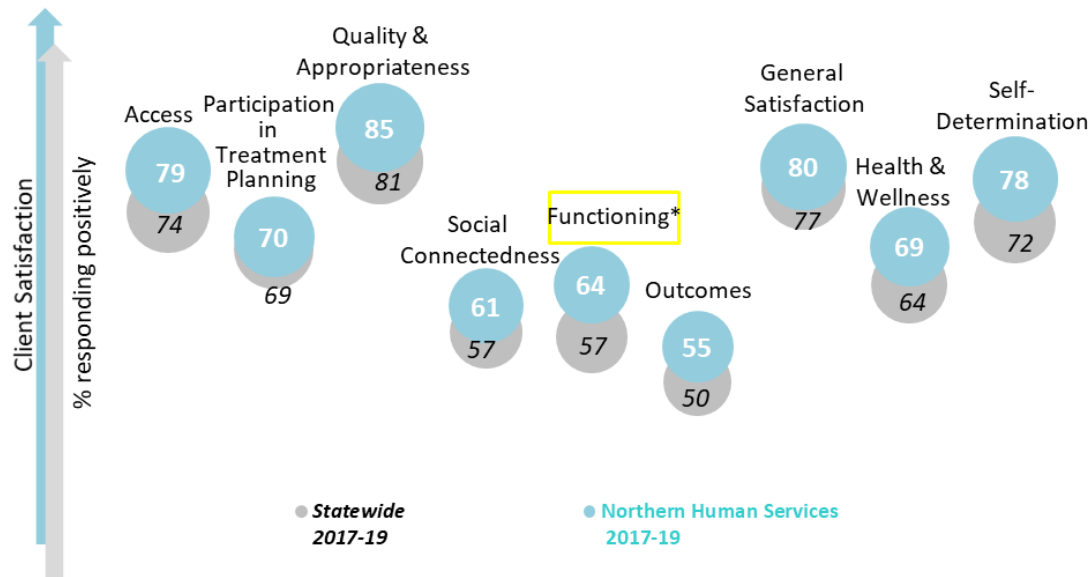 Client Satisfaction
% responding positively
Access
79
74
Participation
in
Treatment
Planning
70
69
Quality &
Appropriateness
85
81
Social
Connectedness
61
57
Functioning*
64
57
Outcomes
55
50
General
Satisfaction
80
77
Health &
Wellness
69
64
Self-
Determination
78
72
Statewide
2017-19
Northern Human Services
2017-19